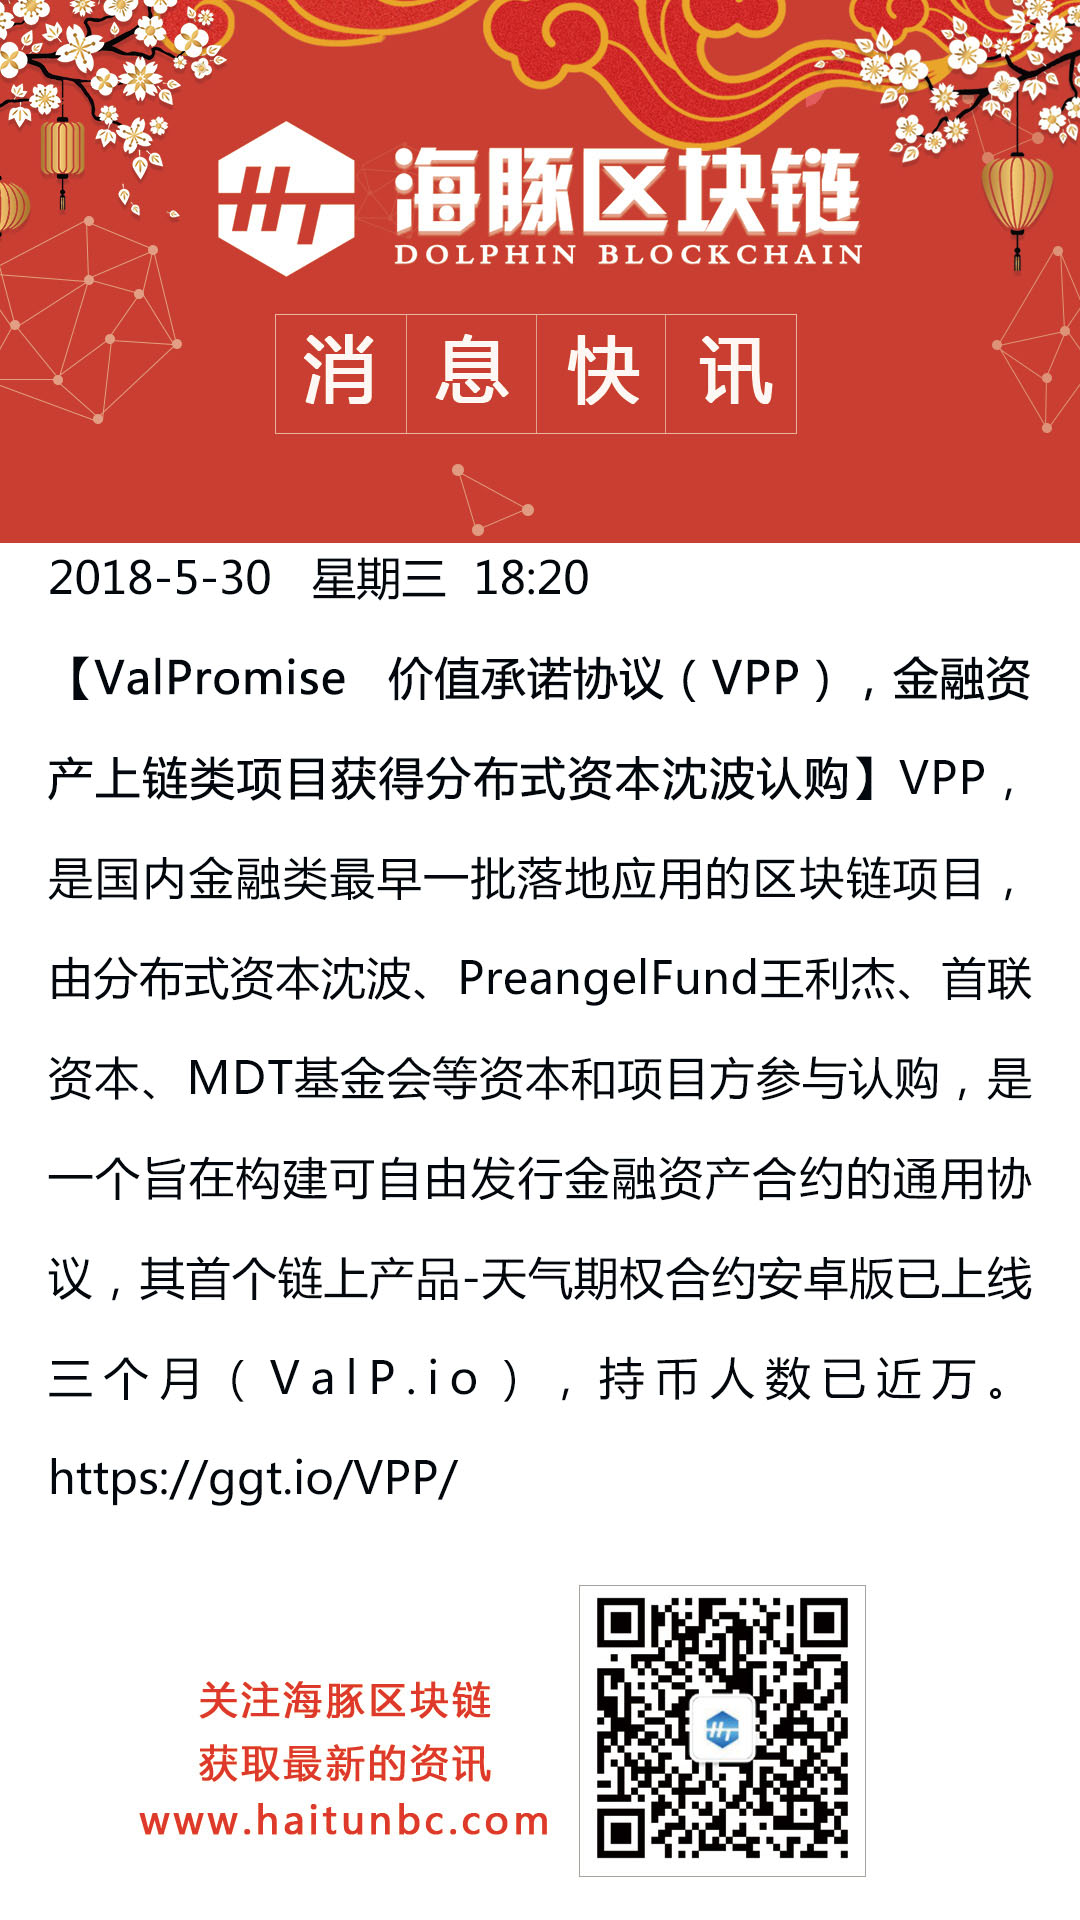 HT
海豚区块链
DOLPHIN BLOCKCHAIN
消息快讯
2018-5-30 星期三 18:20
【ValPromise 价值承诺协议（VPP），金融资
产上链类项目获得分布式资本沈波认购】VPP，
是国内金融类最早一批落地应用的区块链项目，
由分布式资本沈波、PreangelFund王利杰、首联
资本、MDT基金会等资本和项目方参与认购，是
一个旨在构建可自由发行金融资产合约的通用协
议，其首个链上产品-天气期权合约安卓版已上线
三个月（ValP.io），持币人数已近万。
https://ggt.io/VPP/
关注海豚区块链
获取最新的资讯
www.haitunbc.com
HT